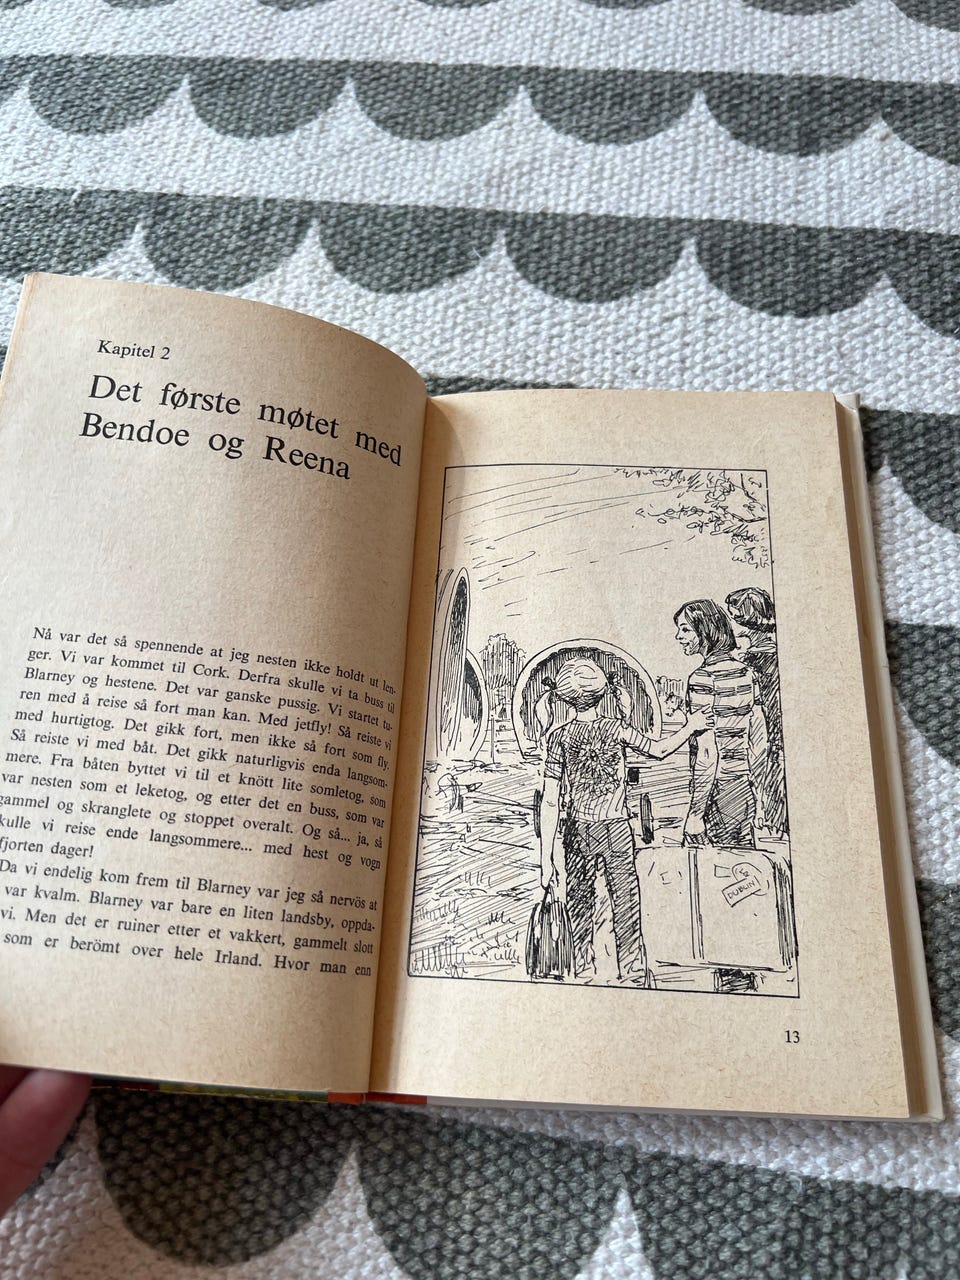 Kapitel 2
Det første møtet med
Bendoe og Reena
Nå var det så spennende at jeg nesten ikke holdt ut len-
ger. Vi var kommet til Cork. Derfra skulle vi ta buss til
Blarney og hestene. Det var ganske pussig. Vi startet tu-
ren med å reise så fort man kan. Med jetfly! Så reiste vi
med hurtigtog. Det gikk fort, men ikke så fort som fly.
Så reiste vi med båt. Det gikk naturligvis enda langsom-
mere. Fra båten byttet vi til et knött lite somletog, som
var nesten som et leketog, og etter det en buss, som var
gammel og skranglete og stoppet overalt. Og så... ja, så
kulle vi reise ende langsommere... med hest og vogn
fjorten dager!
Da vi endelig kom frem til Blarney var jeg så nervös at
var kvalm. Blarney var bare en liten landsby, oppda-
vi. Men det er ruiner etter et vakkert, gammelt slott
som er berömt over hele Irland. Hvor man enn
DUBLIN
13